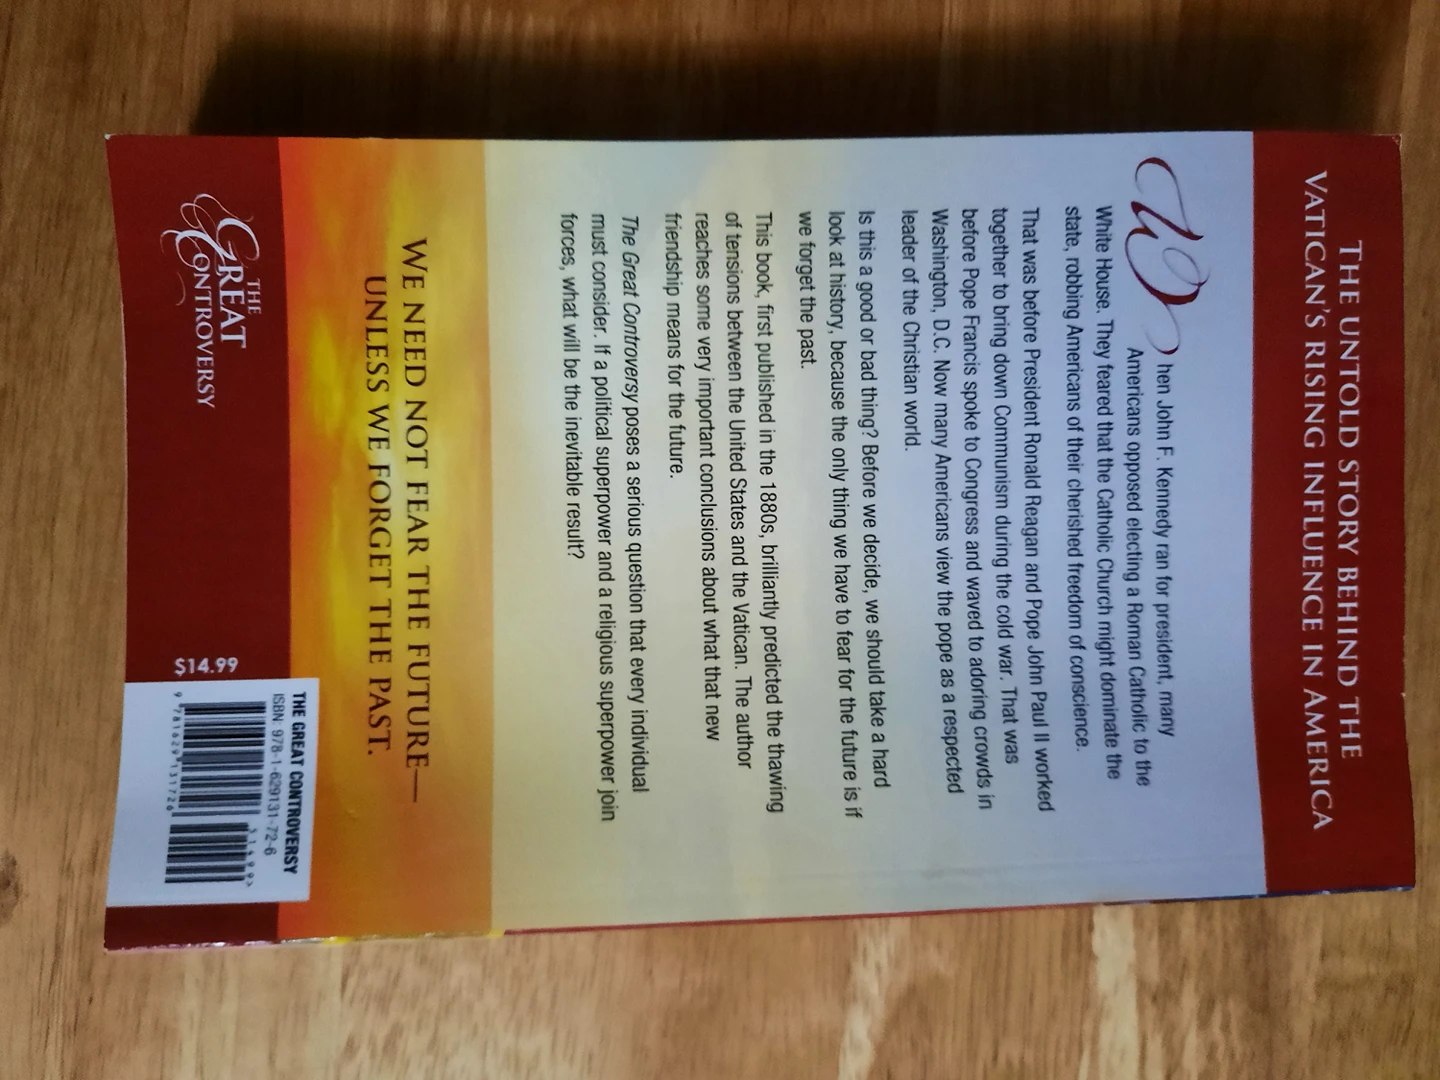 THE UNTOLD STORY BEHIND THE
VATICAN'S RISING INFLUENCE IN AMERICA
When John F. Kennedy ran for president, many
Americans opposed electing a Roman Catholic to the
White House. They feared that the Catholic Church might dominate the
state, robbing Americans of their cherished freedom of conscience.
That was before President Ronald Reagan and Pope John Paul II worked
together to bring down Communism during the cold war. That was
before Pope Francis spoke to Congress and waved to adoring crowds in
Washington, D.C. Now many Americans view the pope as a respected
leader of the Christian world.
Is this a good or bad thing? Before we decide, we should take a hard
look at history, because the only thing we have to fear for the future is if
we forget the past.
This book, first published in the 1880s, brilliantly predicted the thawing
of tensions between the United States and the Vatican. The author
reaches some very important conclusions about what that new
friendship means for the future.
The Great Controversy poses a serious question that every individual
must consider. If a political superpower and a religious superpower join
forces, what will be the inevitable result?
WE NEED NOT FEAR THE FUTURE—
UNLESS WE FORGET THE PAST.
THE
GREAT
CONTROVERSY
$14.99
THE GREAT CONTROVERSY
ISBN: 978-1-629131-72-6
51499>
9 781629 131726